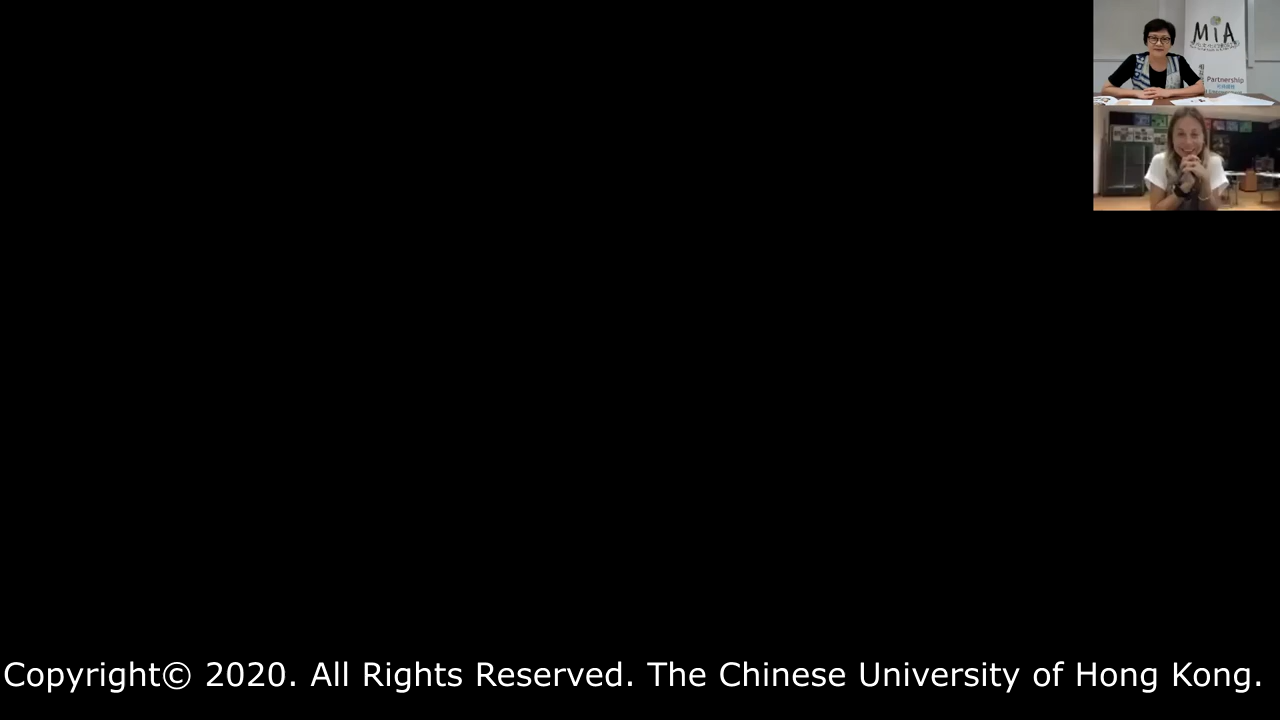 MiA
Partnership
Copyright© 2020. All Rights Reserved. The Chinese University of Hong Kong.